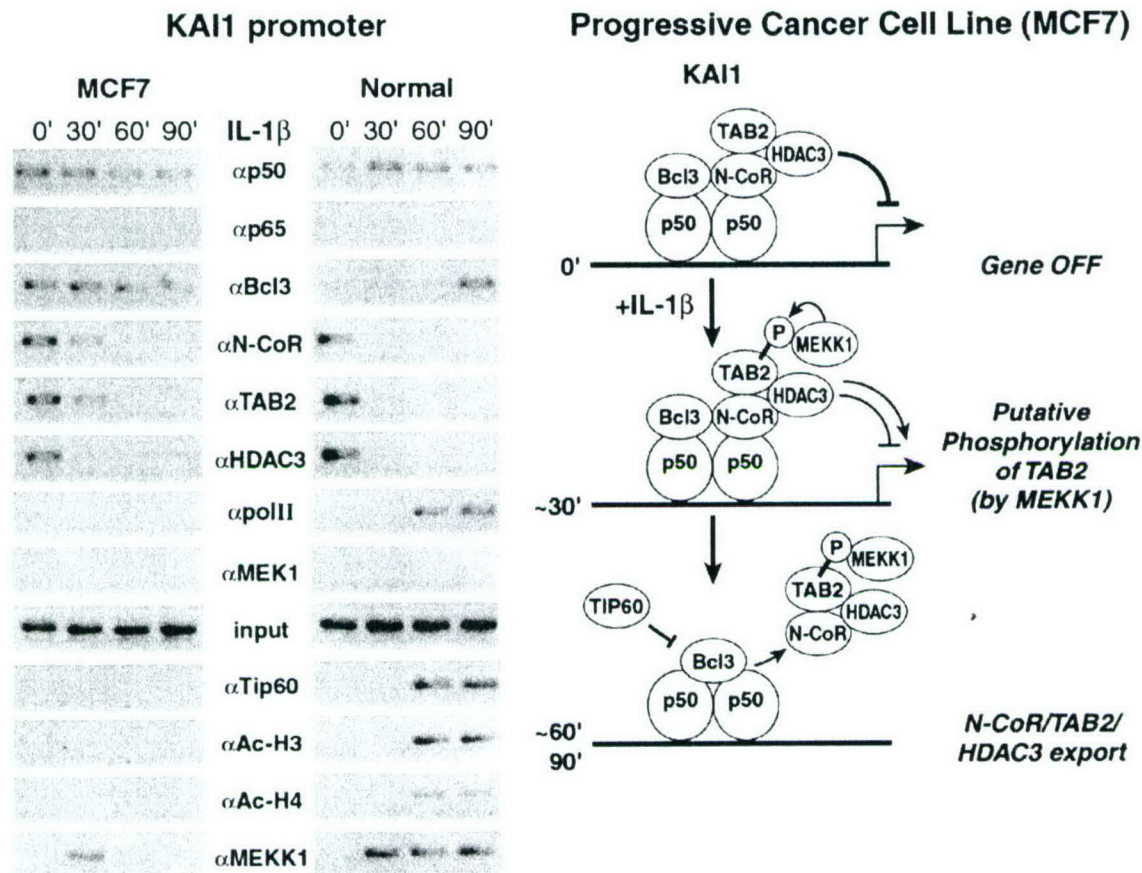 KAI1 promoter
MCF7
Normal
0' 30' 60' 90' IL-1β 0' 30' 60' 90'
αp50
αp65
αBcl3
αN-CoR
αTAB2
αHDAC3
αpolII
αMEK1
input
αTip60
αAc-H3
αAc-H4
αMEKK1
Progressive Cancer Cell Line (MCF7)
KAI1
TAB2
HDAC3
Bcl3
N-CoR
p50
p50
0'
Gene OFF
+IL-1β
P
MEKK1
TAB2
HDAC3
Bcl3
N-CoR
p50
p50
~30'
Putative
Phosphorylation
of TAB2
(by MEKK1)
P
MEKK1
TAB2
TIP60
HDAC3
N-CoR
Bcl3
p50
p50
~60'
90'
N-CoR/TAB2/
HDAC3 export